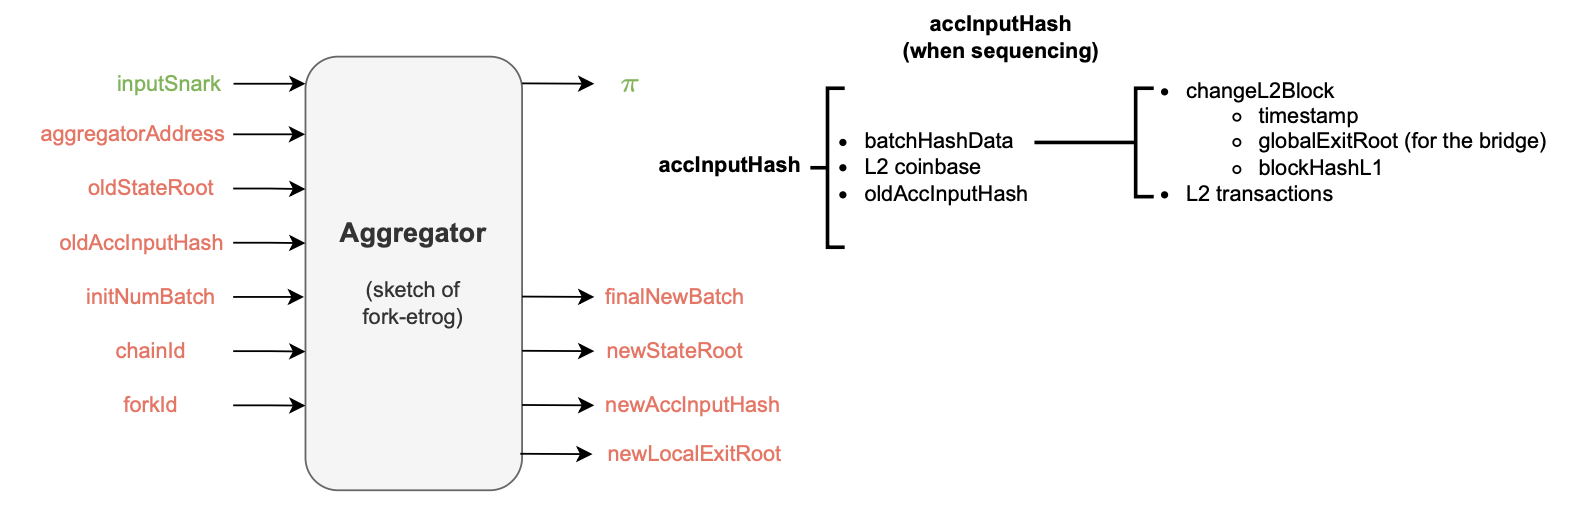 inputSnark
aggregatorAddress
oldStateRoot
oldAccInputHash
initNumBatch
chainId
forkId
Aggregator
(sketch of
fork-etrog)
π
finalNewBatch
newStateRoot
newAccInputHash
newLocalExitRoot
accInputHash
(when sequencing)
accInputHash
• batchHashData
• L2 coinbase
• oldAccInputHash
• changeL2Block
○ timestamp
○ globalExitRoot (for the bridge)
○ blockHashL1
• L2 transactions